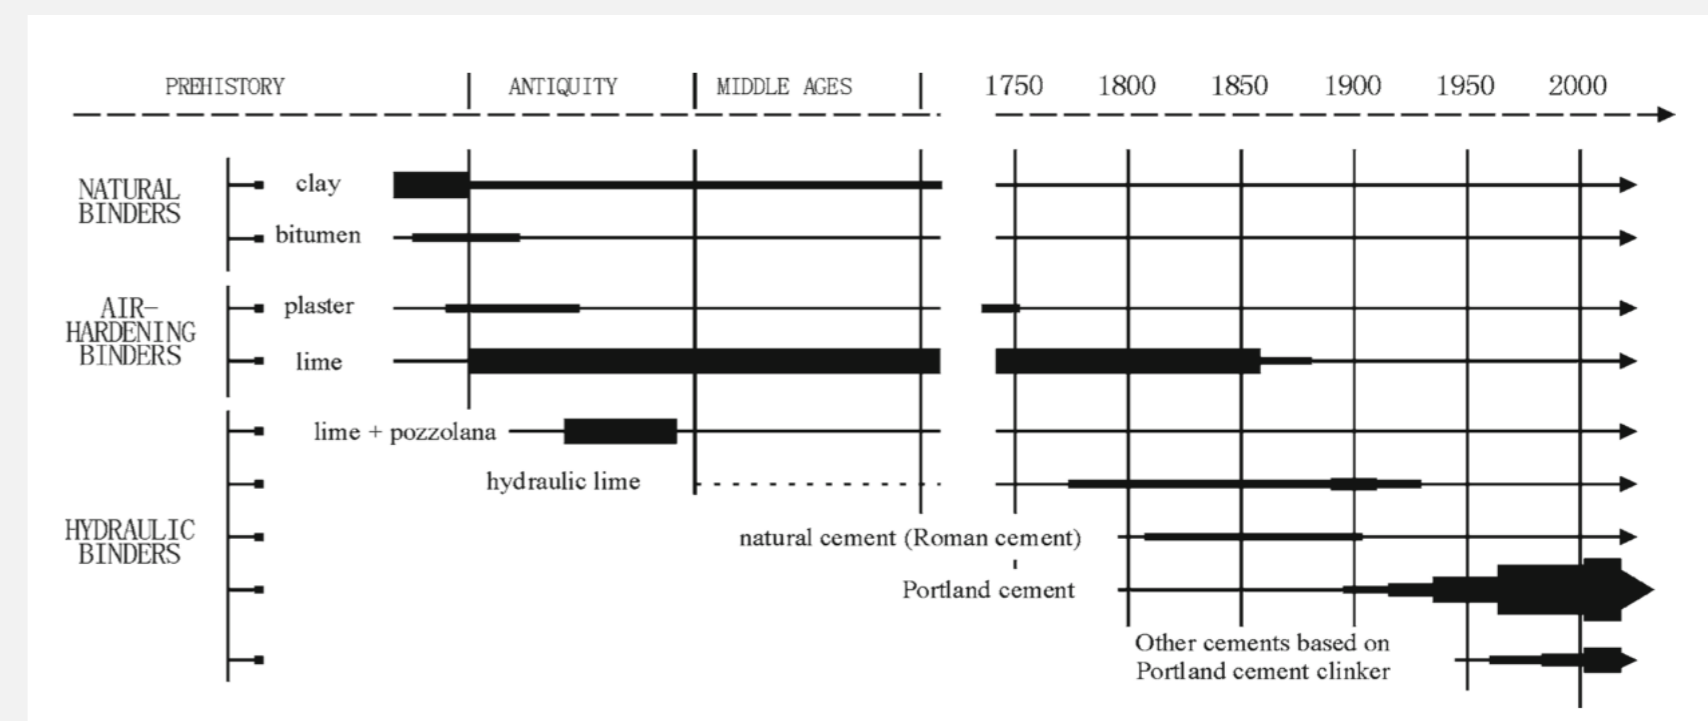 PREHISTORY ANTIQUITY MIDDLE AGES 1750 1800 1850 1900 1950 2000
NATURAL
BINDERS
clay
bitumen
AIR-
HARDENING
BINDERS
plaster
lime
HYDRAULIC
BINDERS
lime + pozzolana
hydraulic lime
natural cement (Roman cement)
Portland cement
Other cements based on
Portland cement clinker